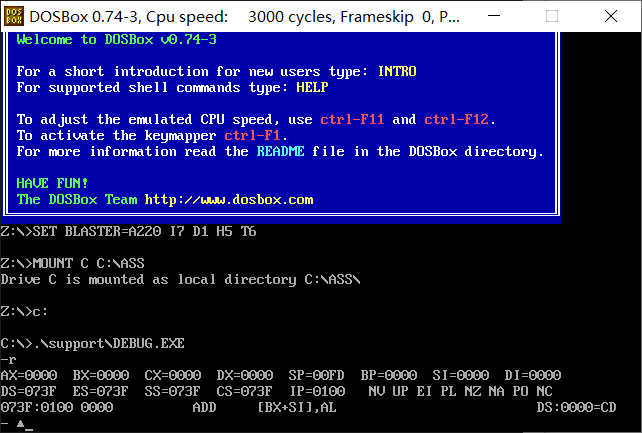 DOSBox 0.74-3, Cpu speed: 3000 cycles, Frameskip 0, P...
Welcome to DOSBox v0.74-3
For a short introduction for new users type: INTRO
For supported shell commands type: HELP
To adjust the emulated CPU speed, use ctrl-F11 and ctrl-F12.
To activate the keymapper ctrl-F1.
For more information read the README file in the DOSBox directory.
HAVE FUN!
The DOSBox Team http://www.dosbox.com
Z:\>SET BLASTER=A220 I7 D1 H5 T6
Z:\>MOUNT C C:\ASS
Drive C is mounted as local directory C:\ASS\
Z:\>c:
C:\>.\support\DEBUG.EXE
-r
AX=0000 BX=0000 CX=0000 DX=0000 SP=00FD BP=0000 SI=0000 DI=0000
DS=073F ES=073F SS=073F CS=073F IP=0100 NV UP EI PL NZ NA PO NC
073F:0100 0000 ADD [BX+SI],AL DS:0000=CD
- ▲_